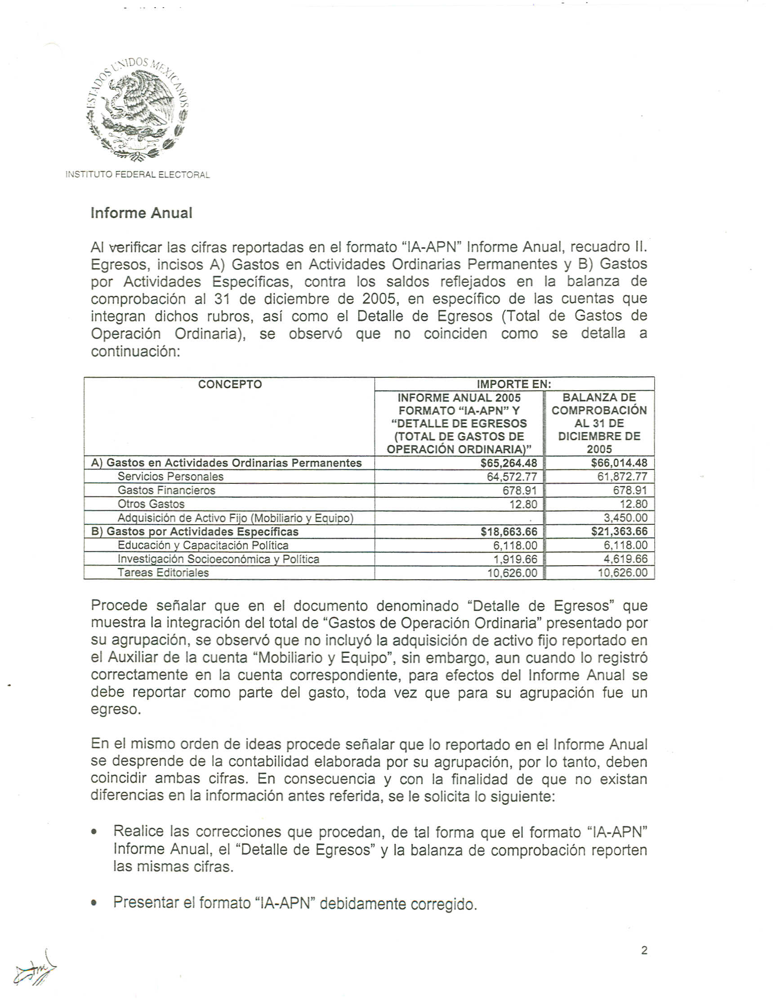 ESTADOS UNIDOS MEXICANOS
INSTITUTO FEDERAL ELECTORAL
Informe Anual
Al verificar las cifras reportadas en el formato “IA-APN” Informe Anual, recuadro II.
Egresos, incisos A) Gastos en Actividades Ordinarias Permanentes y B) Gastos
por Actividades Específicas, contra los saldos reflejados en la balanza de
comprobación al 31 de diciembre de 2005, en específico de las cuentas que
integran dichos rubros, así como el Detalle de Egresos (Total de Gastos de
Operación Ordinaria), se observó que no coinciden como se detalla a
continuación:
CONCEPTO IMPORTE EN:
INFORME ANUAL 2005 BALANZA DE
FORMATO “IA-APN” Y COMPROBACIÓN
“DETALLE DE EGRESOS AL 31 DE
(TOTAL DE GASTOS DE DICIEMBRE DE
OPERACIÓN ORDINARIA)” 2005
A) Gastos en Actividades Ordinarias Permanentes $65,264.48 $66,014.48
Servicios Personales 64,572.77 61,872.77
Gastos Financieros 678.91 678.91
Otros Gastos 12.80 12.80
Adquisición de Activo Fijo (Mobiliario y Equipo) 3,450.00
B) Gastos por Actividades Específicas $18,663.66 $21,363.66
Educación y Capacitación Política 6,118.00 6,118.00
Investigación Socioeconómica y Política 1,919.66 4,619.66
Tareas Editoriales 10,626.00 10,626.00
Procede señalar que en el documento denominado “Detalle de Egresos” que
muestra la integración del total de “Gastos de Operación Ordinaria” presentado por
su agrupación, se observó que no incluyó la adquisición de activo fijo reportado en
el Auxiliar de la cuenta “Mobiliario y Equipo”, sin embargo, aun cuando lo registró
correctamente en la cuenta correspondiente, para efectos del Informe Anual se
debe reportar como parte del gasto, toda vez que para su agrupación fue un
egreso.
En el mismo orden de ideas procede señalar que lo reportado en el Informe Anual
se desprende de la contabilidad elaborada por su agrupación, por lo tanto, deben
coincidir ambas cifras. En consecuencia y con la finalidad de que no existan
diferencias en la información antes referida, se le solicita lo siguiente:
• Realice las correcciones que procedan, de tal forma que el formato “IA-APN”
Informe Anual, el “Detalle de Egresos” y la balanza de comprobación reporten
las mismas cifras.
• Presentar el formato “IA-APN” debidamente corregido.
2